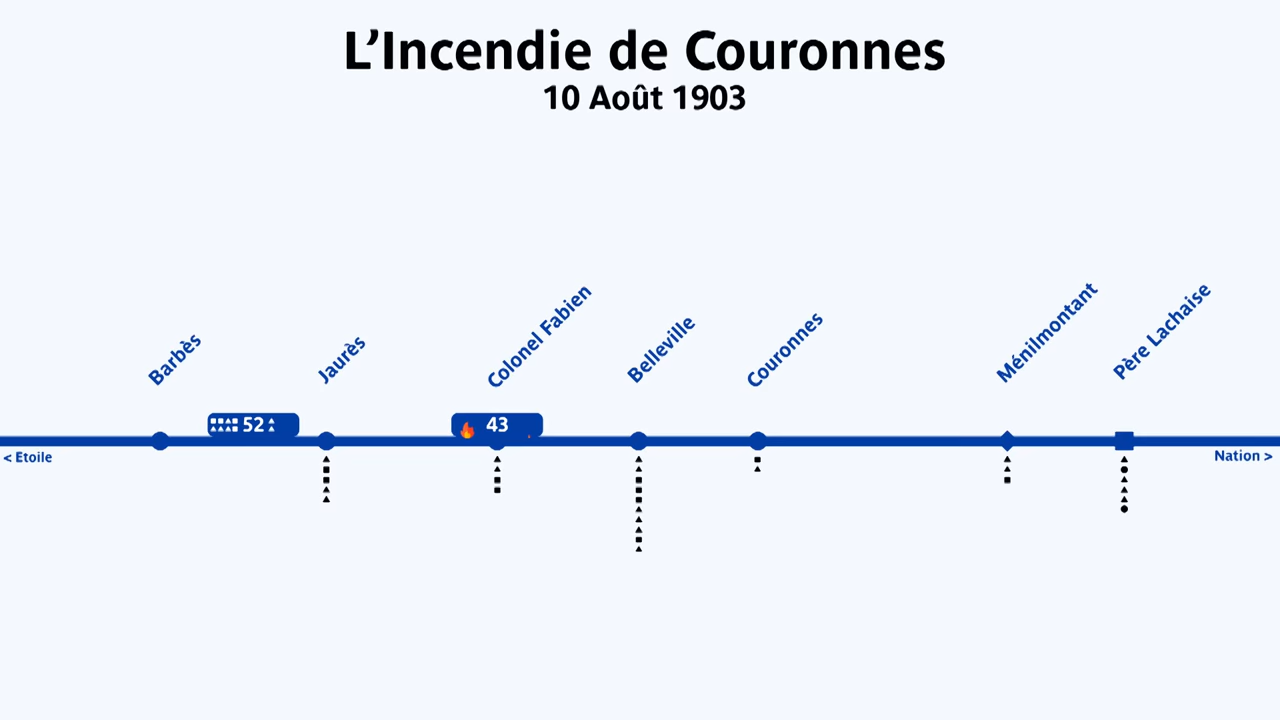 L’Incendie de Couronnes
10 Août 1903
Barbès
Jaurès
Colonel Fabien
Belleville
Couronnes
Ménilmontant
Père Lachaise
52
43
< Etoile
Nation >